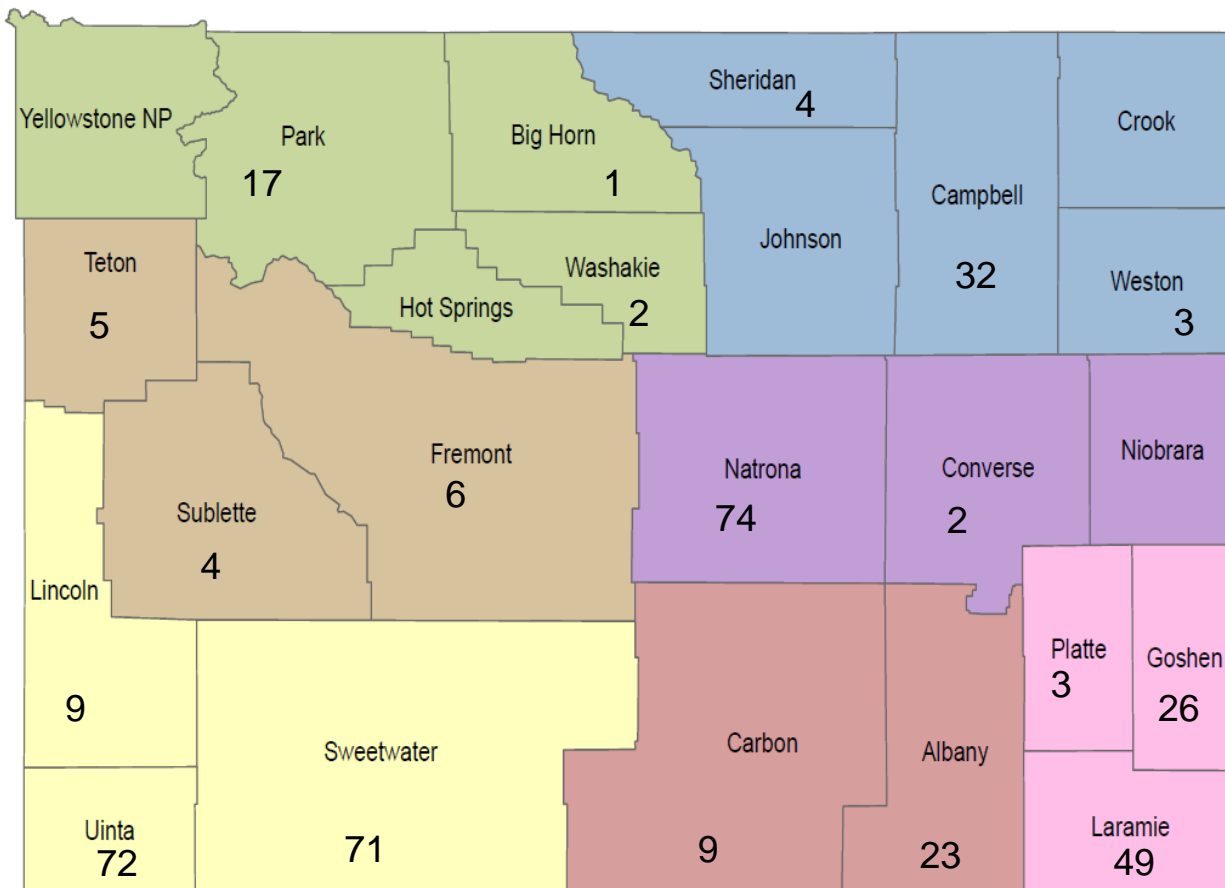 Yellowstone NP
Park
17
Big Horn
1
Sheridan
4
Campbell
32
Crook
Johnson
Weston
3
Teton
5
Hot Springs
Washakie
2
Fremont
6
Sublette
4
Natrona
74
Converse
2
Niobrara
Lincoln
9
Uinta
72
Sweetwater
71
Carbon
9
Albany
23
Platte
3
Goshen
26
Laramie
49